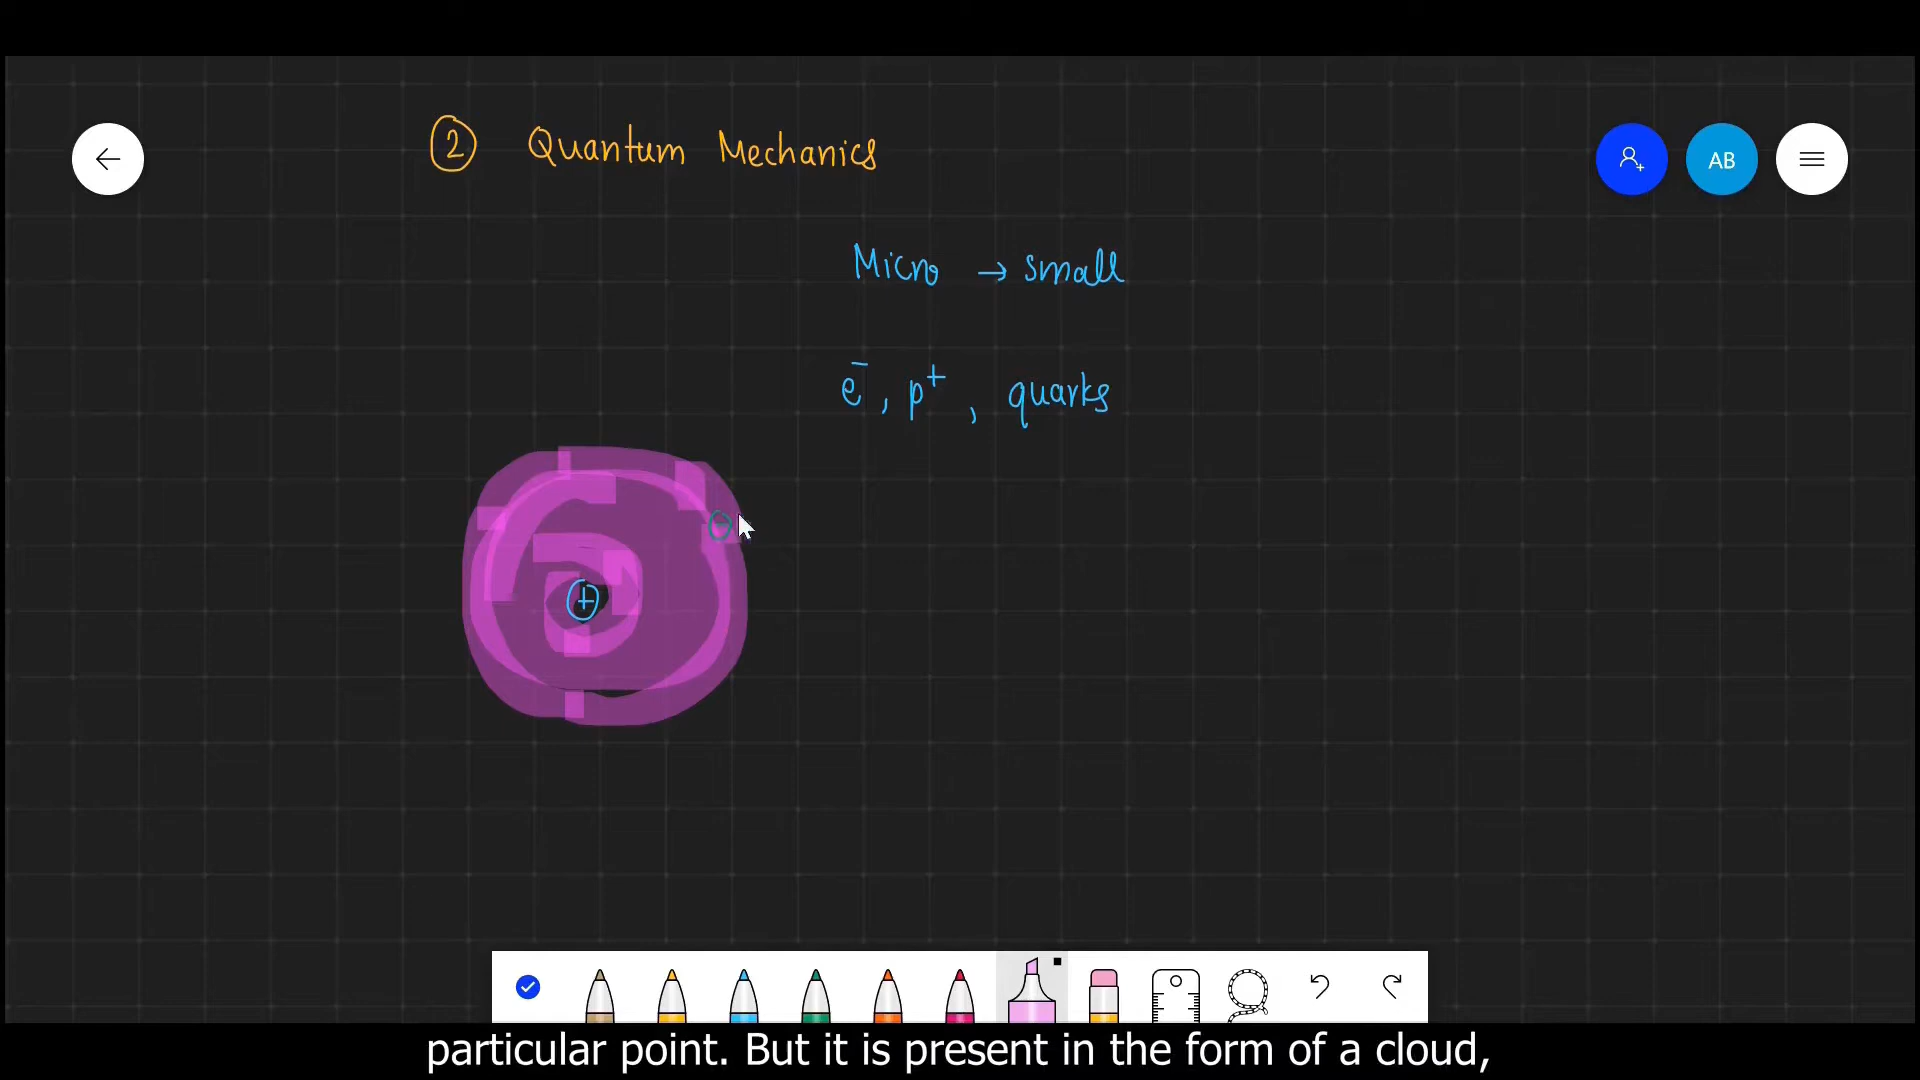 ② Quantum Mechanics
AB
Micro → small
e⁻, p⁺, quarks
−
+
particular point. But it is present in the form of a cloud,